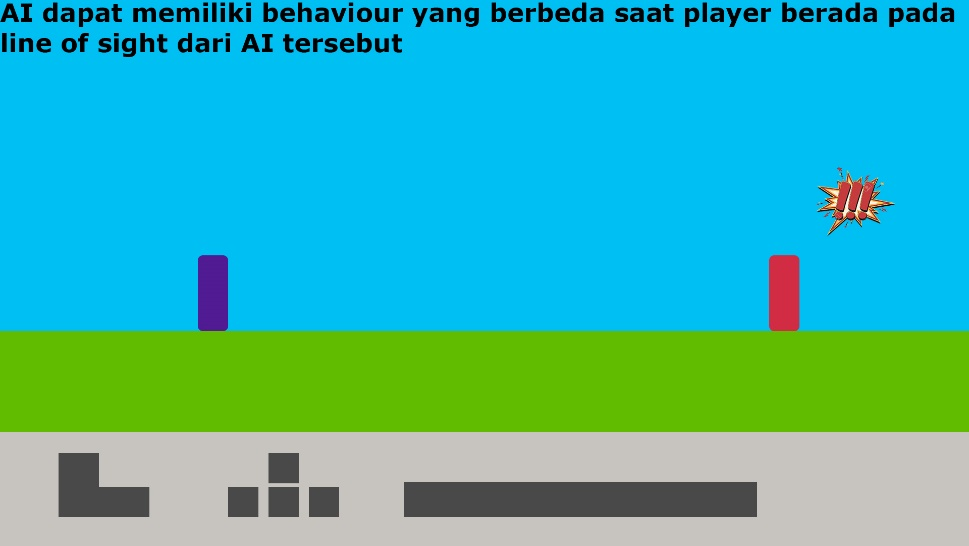 AI dapat memiliki behaviour yang berbeda saat player berada pada
line of sight dari AI tersebut
!!!